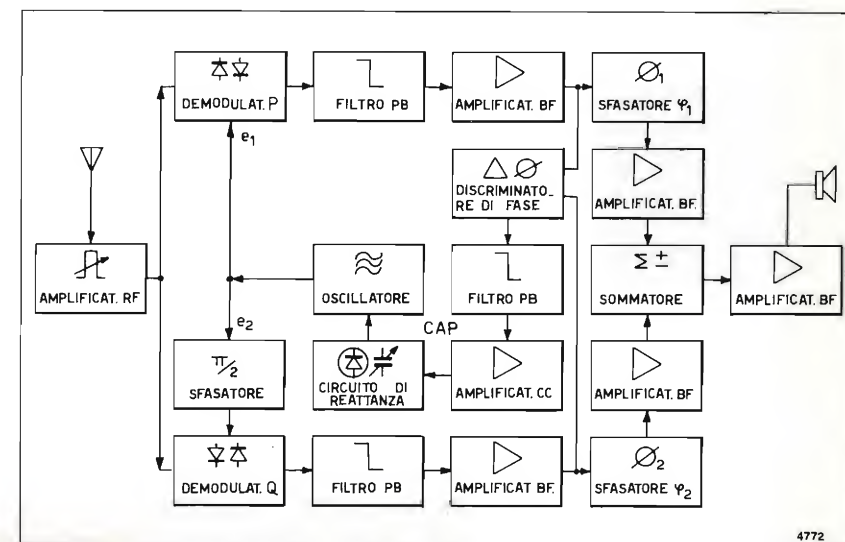 DEMODULAT. P
FILTRO PB
AMPLIFICAT. BF
Ø1
SFASATORE φ1
e1
Δ Ø
DISCRIMINATO_
RE DI FASE
AMPLIFICAT. BF.
AMPLIFICAT. RF
OSCILLATORE
FILTRO PB
Σ ±
SOMMATORE
AMPLIFICAT. BF
e2
CAP
π/2
SFASATORE
CIRCUITO DI
REATTANZA
AMPLIFICAT. CC
AMPLIFICAT. BF
DEMODULAT. Q
FILTRO PB
AMPLIFICAT BF.
Ø2
SFASATORE φ2
4772